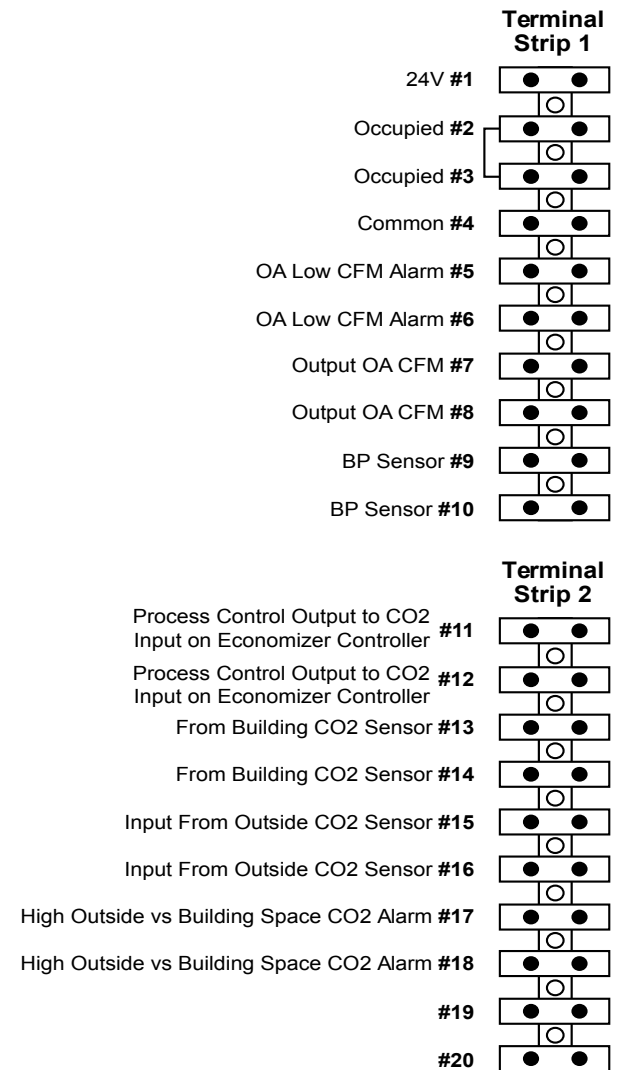 Terminal
Strip 1
24V #1
Occupied #2
Occupied #3
Common #4
OA Low CFM Alarm #5
OA Low CFM Alarm #6
Output OA CFM #7
Output OA CFM #8
BP Sensor #9
BP Sensor #10
Terminal
Strip 2
Process Control Output to CO2
Input on Economizer Controller #11
Process Control Output to CO2
Input on Economizer Controller #12
From Building CO2 Sensor #13
From Building CO2 Sensor #14
Input From Outside CO2 Sensor #15
Input From Outside CO2 Sensor #16
High Outside vs Building Space CO2 Alarm #17
High Outside vs Building Space CO2 Alarm #18
#19
#20